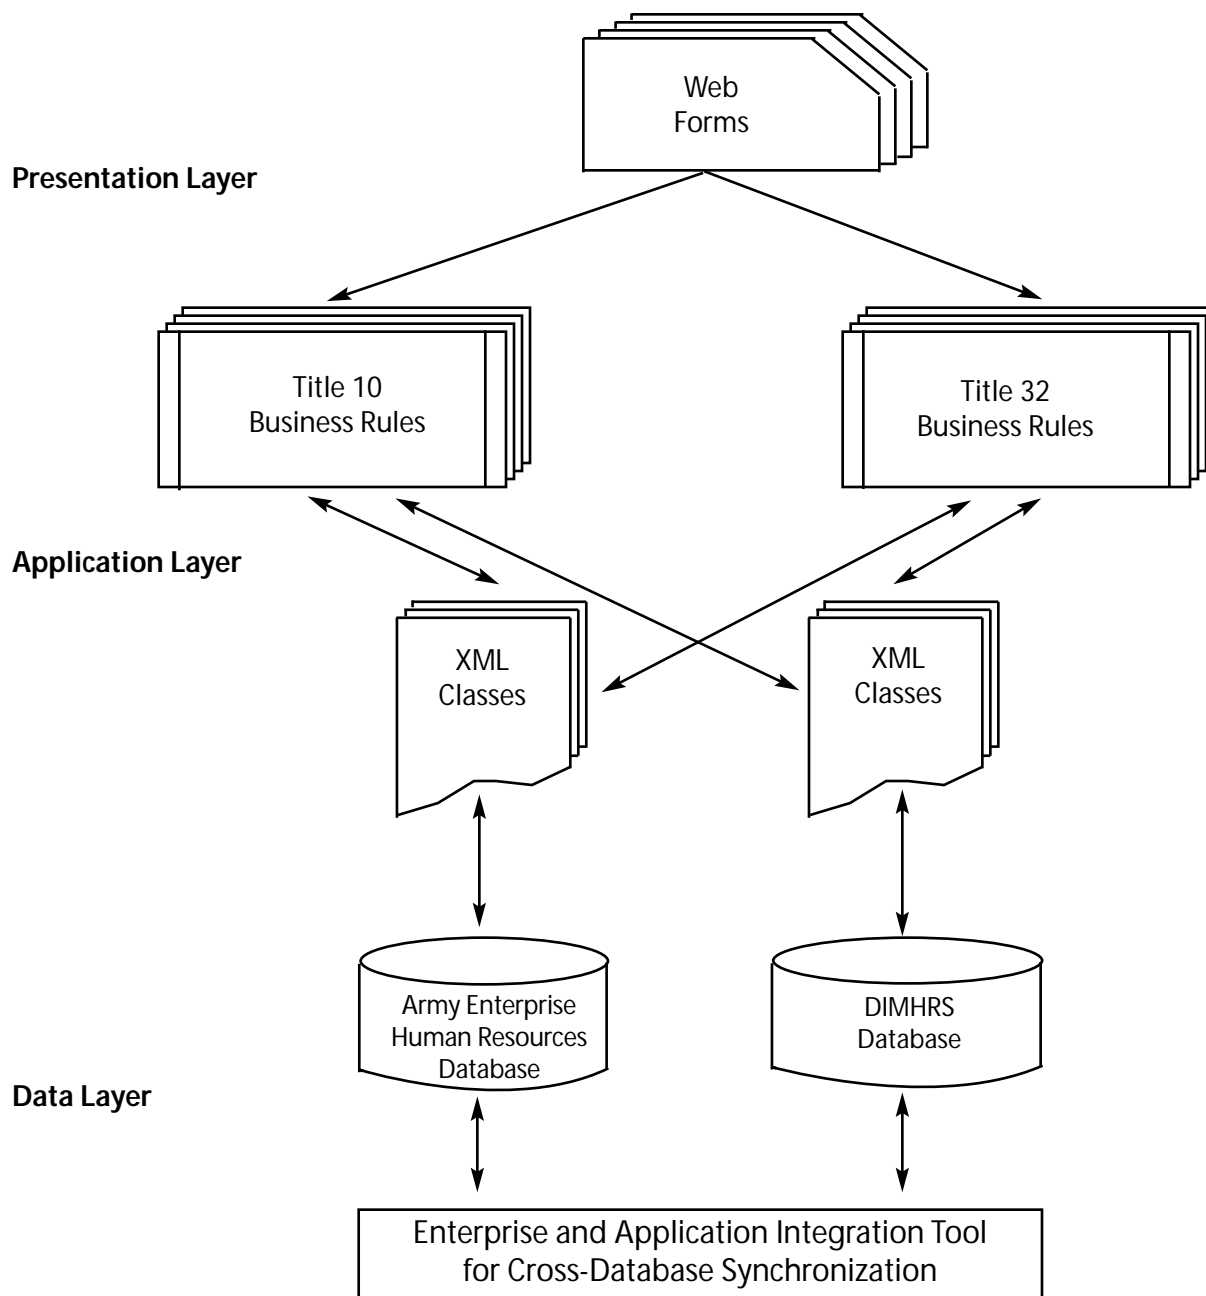 Web
Forms
Presentation Layer
Title 10
Business Rules
Title 32
Business Rules
Application Layer
XML
Classes
XML
Classes
Army Enterprise
Human Resources
Database
DIMHRS
Database
Data Layer
Enterprise and Application Integration Tool
for Cross-Database Synchronization